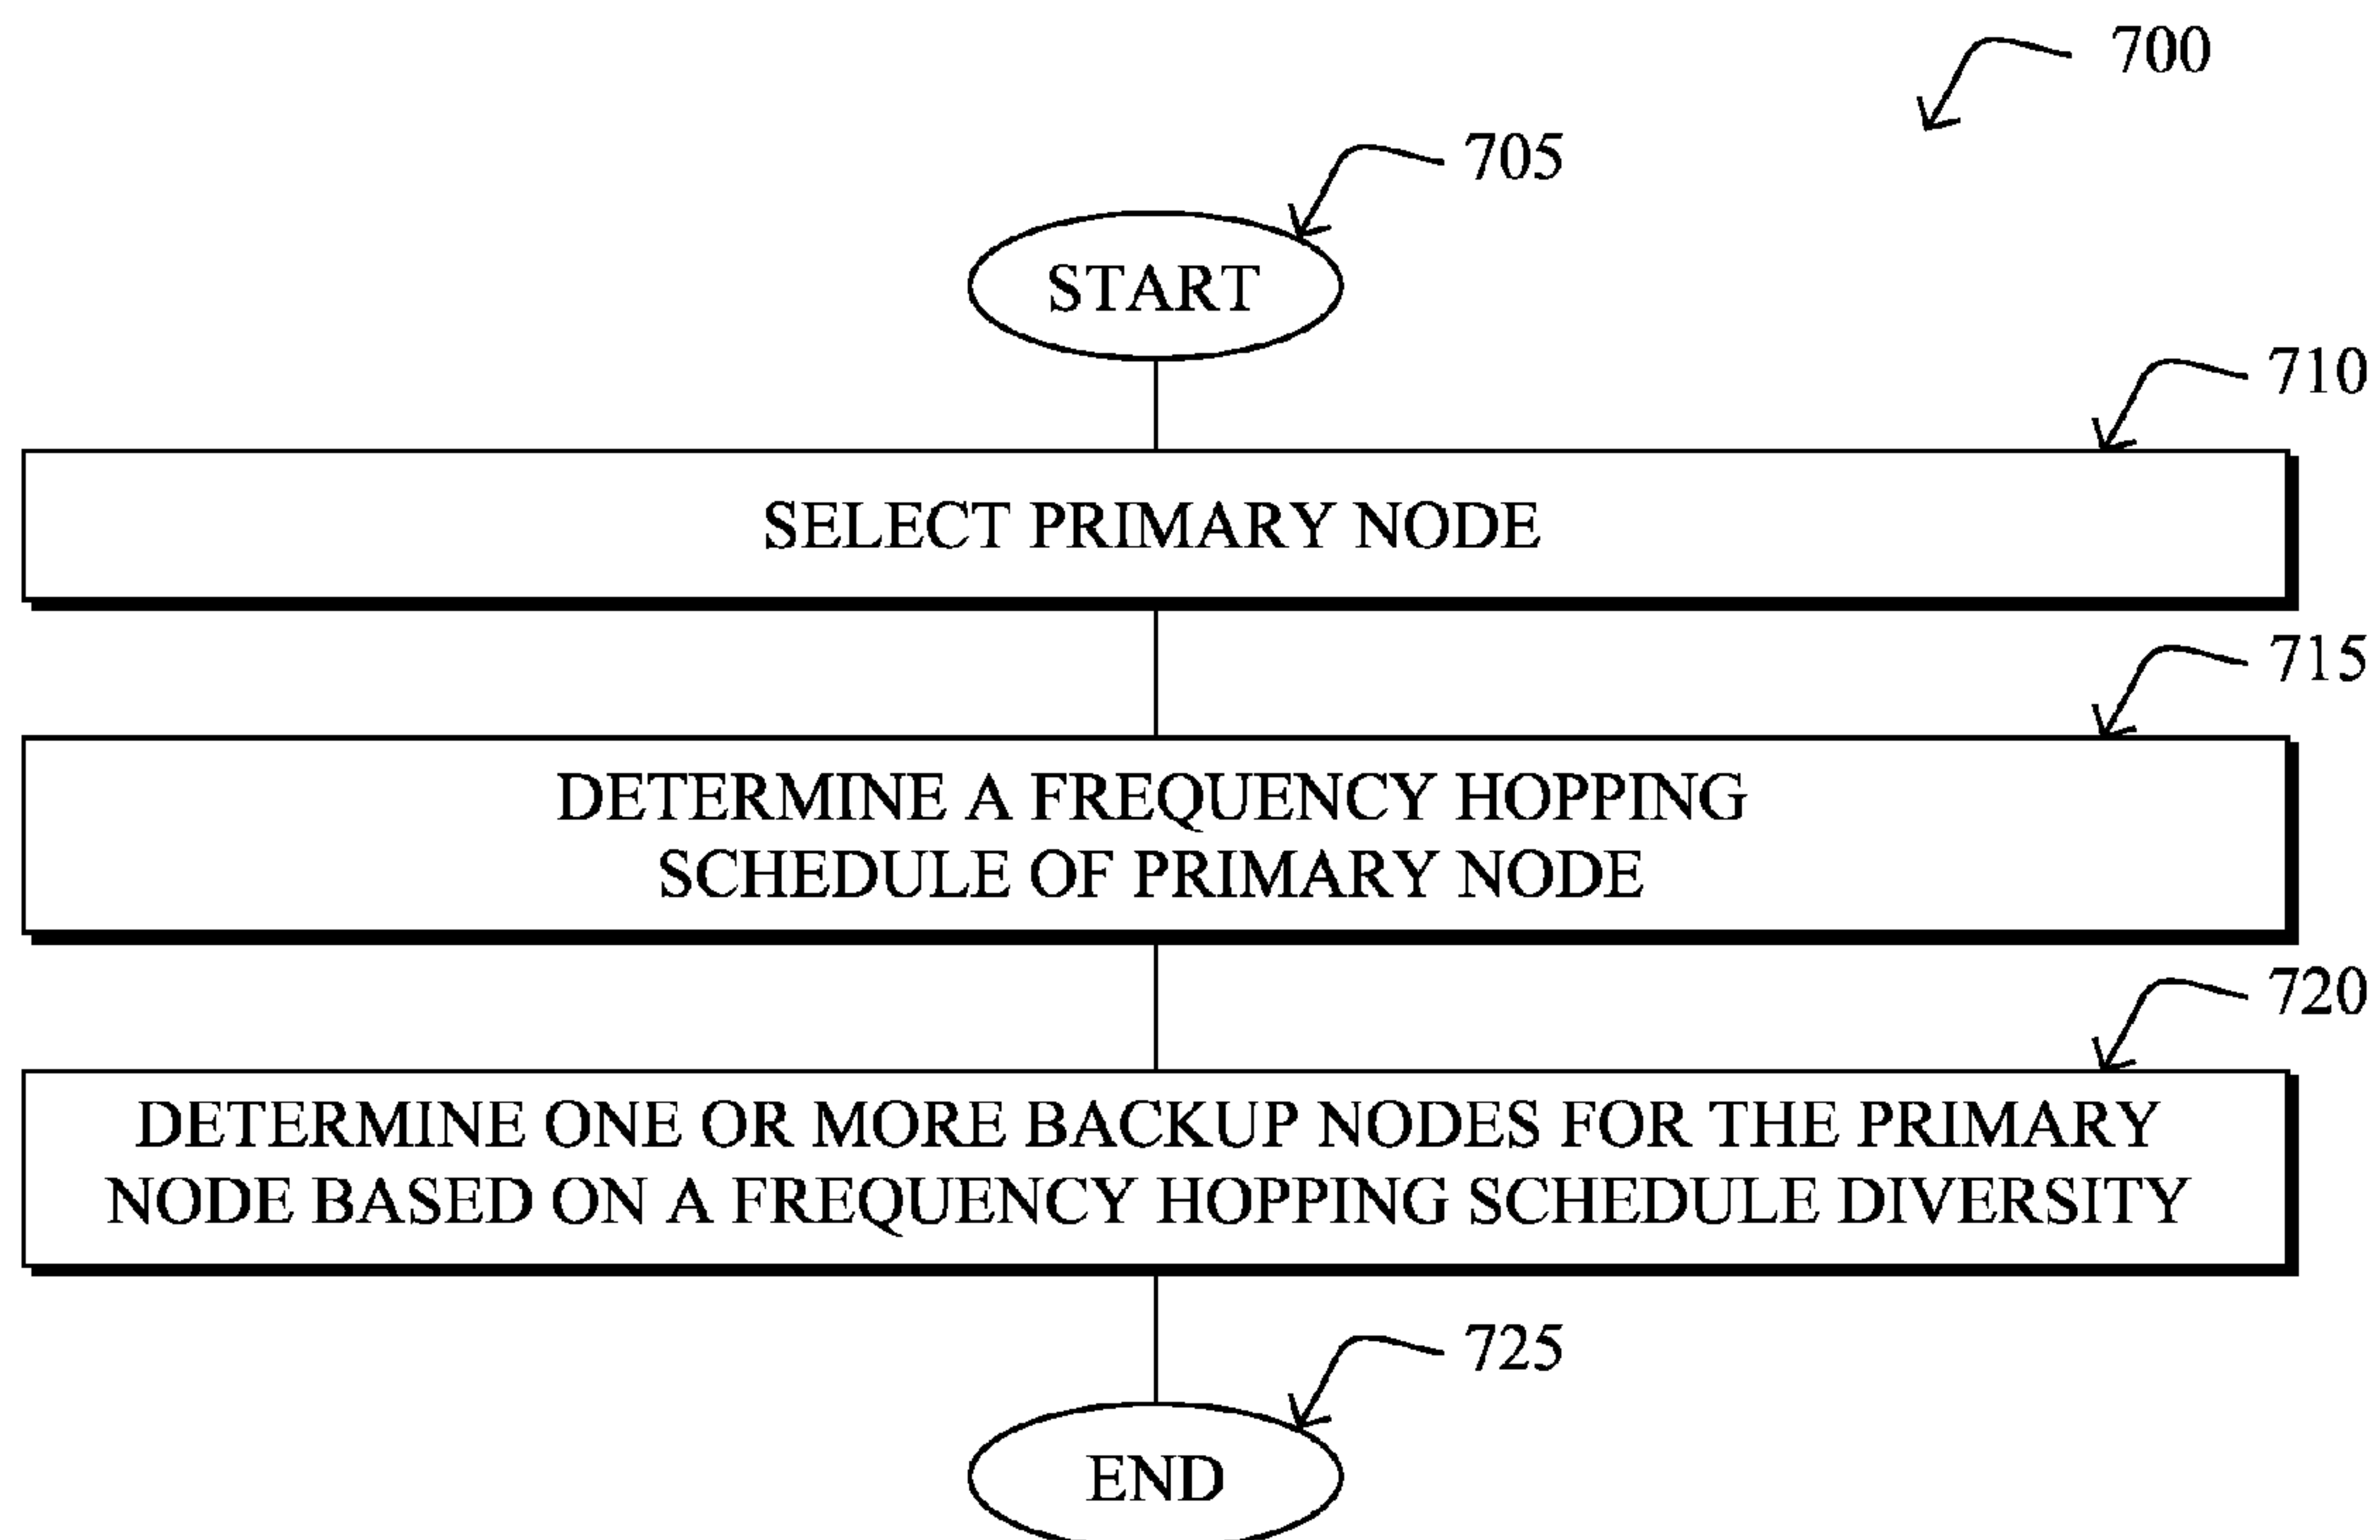 700
705
START
710
SELECT PRIMARY NODE
715
DETERMINE A FREQUENCY HOPPING
SCHEDULE OF PRIMARY NODE
720
DETERMINE ONE OR MORE BACKUP NODES FOR THE PRIMARY
NODE BASED ON A FREQUENCY HOPPING SCHEDULE DIVERSITY
725
END